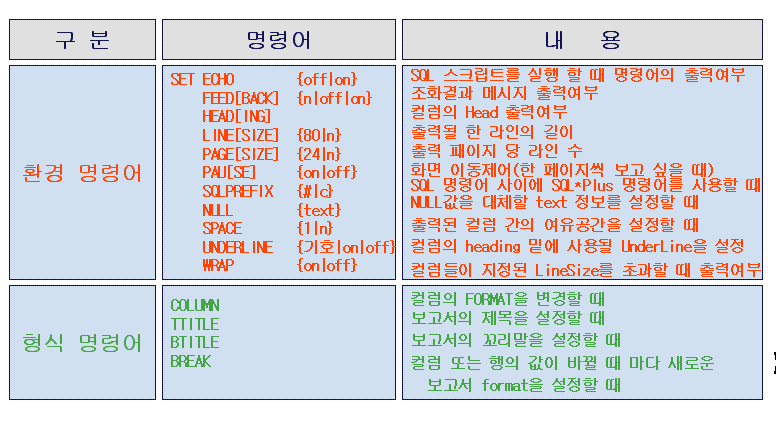 구 분 명령어 내 용
환경 명령어
SET ECHO {off|on} SQL 스크립트를 실행 할 때 명령어의 출력여부
FEED[BACK] {n|off|on} 조화결과 메시지 출력여부
HEAD[ING] 컬럼의 Head 출력여부
LINE[SIZE] {80|n} 출력될 한 라인의 길이
PAGE[SIZE] {24|n} 출력 페이지 당 라인 수
PAU[SE] {on|off} 화면 이동제어(한 페이지씩 보고 싶을 때)
SQLPREFIX {#|c} SQL 명령어 사이에 SQL*Plus 명령어를 사용할 때
NULL {text} NULL값을 대체할 text 정보를 설정할 때
SPACE {1|n} 출력된 컬럼 간의 여유공간을 설정할 때
UNDERLINE {기호|on|off} 컬럼의 heading 밑에 사용될 UnderLine을 설정
WRAP {on|off} 컬럼들이 지정된 LineSize를 초과할 때 출력여부
형식 명령어
COLUMN 컬럼의 FORMAT을 변경할 때
TTITLE 보고서의 제목을 설정할 때
BTITLE 보고서의 꼬리말을 설정할 때
BREAK 컬럼 또는 행의 값이 바뀔 때 마다 새로운
보고서 format을 설정할 때